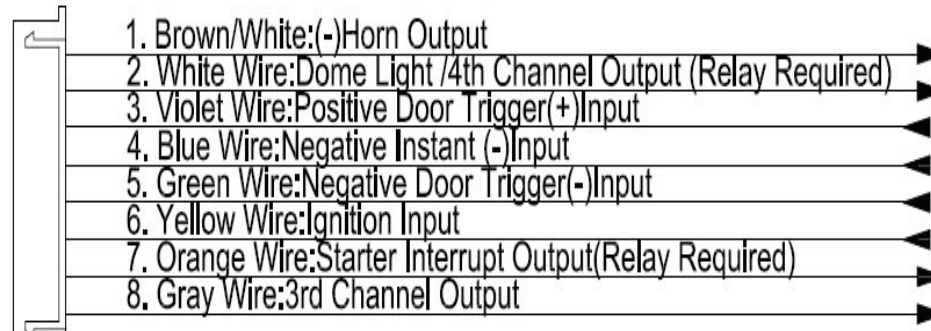 1. Brown/White:(-)Horn Output
2. White Wire:Dome Light /4th Channel Output (Relay Required)
3. Violet Wire:Positive Door Trigger(+)Input
4. Blue Wire:Negative Instant (-)Input
5. Green Wire:Negative Door Trigger(-)Input
6. Yellow Wire:Ignition Input
7. Orange Wire:Starter Interrupt Output(Relay Required)
8. Gray Wire:3rd Channel Output